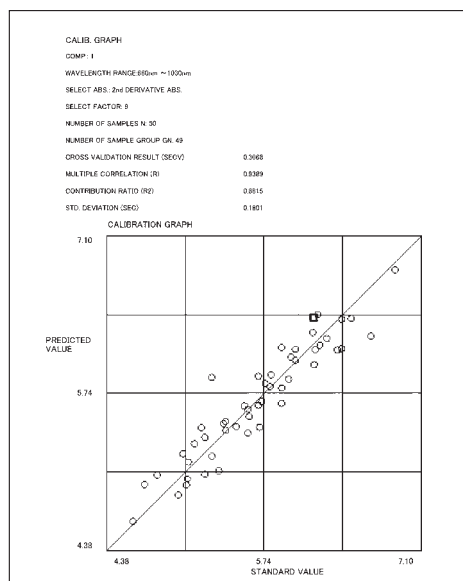 CALIB. GRAPH
COMP: 1
WAVELENGTH RANGE:660nm ~1000nm
SELECT ABS.: 2nd DERIVATIVE ABS.
SELECT FACTOR: 9
NUMBER OF SAMPLES N: 50
NUMBER OF SAMPLE GROUP GN: 49
CROSS VALIDATION RESULT (SECV) 0.3068
MULTIPLE CORRELATION (R) 0.9389
CONTRIBUTION RATIO (R2) 0.8815
STD. DEVIATION (SEC) 0.1801
CALIBRATION GRAPH
7.10
PREDICTED
VALUE
5.74
4.38
4.38 5.74 7.10
STANDARD VALUE